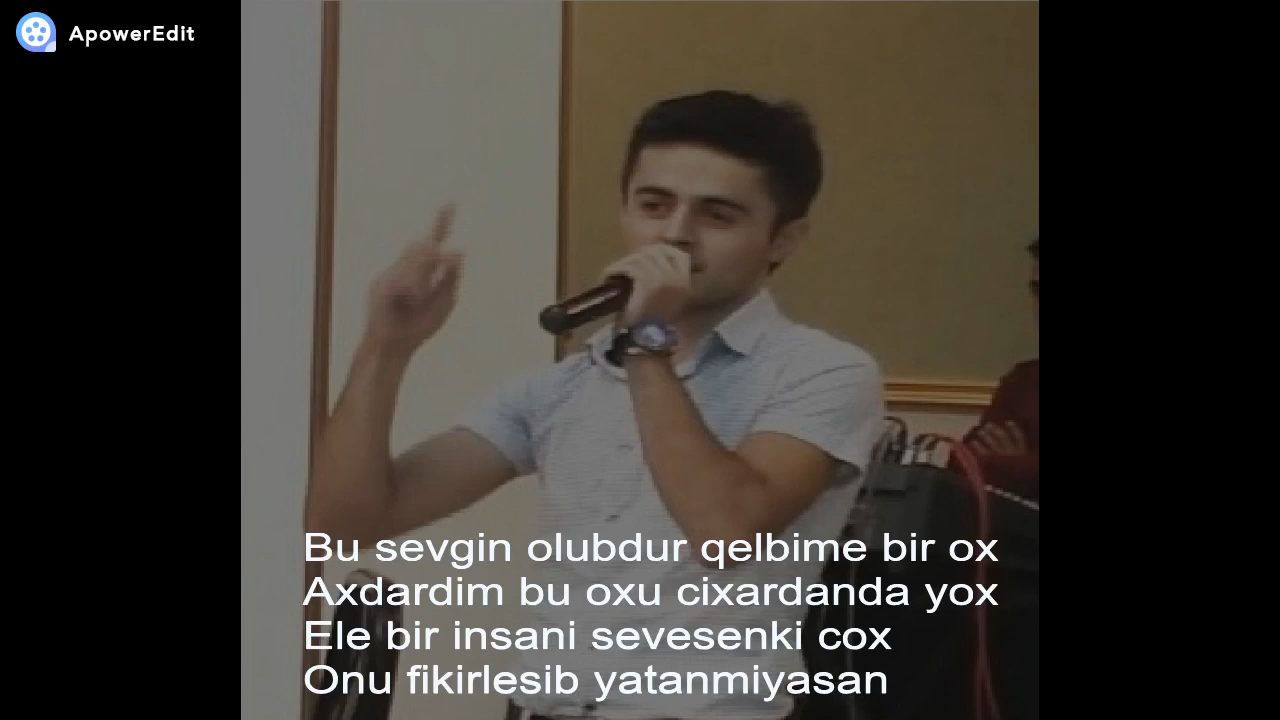 ApowerEdit
Bu sevgin olubdur qelbime bir ox
Axdardim bu oxu cixardanda yox
Ele bir insani sevesenki cox
Onu fikirlesib yatanmiyasan